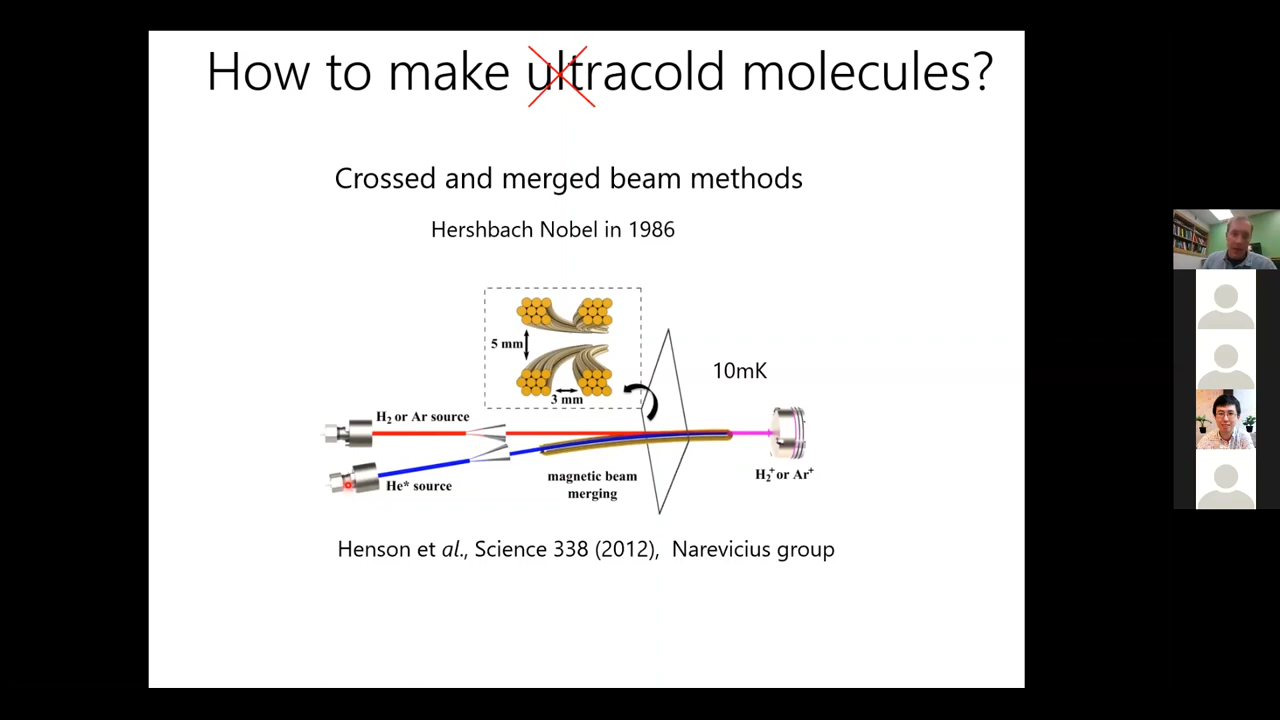 How to make ultracold molecules?
Crossed and merged beam methods
Hershbach Nobel in 1986
5 mm
3 mm
10mK
H₂ or Ar source
He* source
magnetic beam
merging
H₂⁺ or Ar⁺
Henson et al., Science 338 (2012), Narevicius group